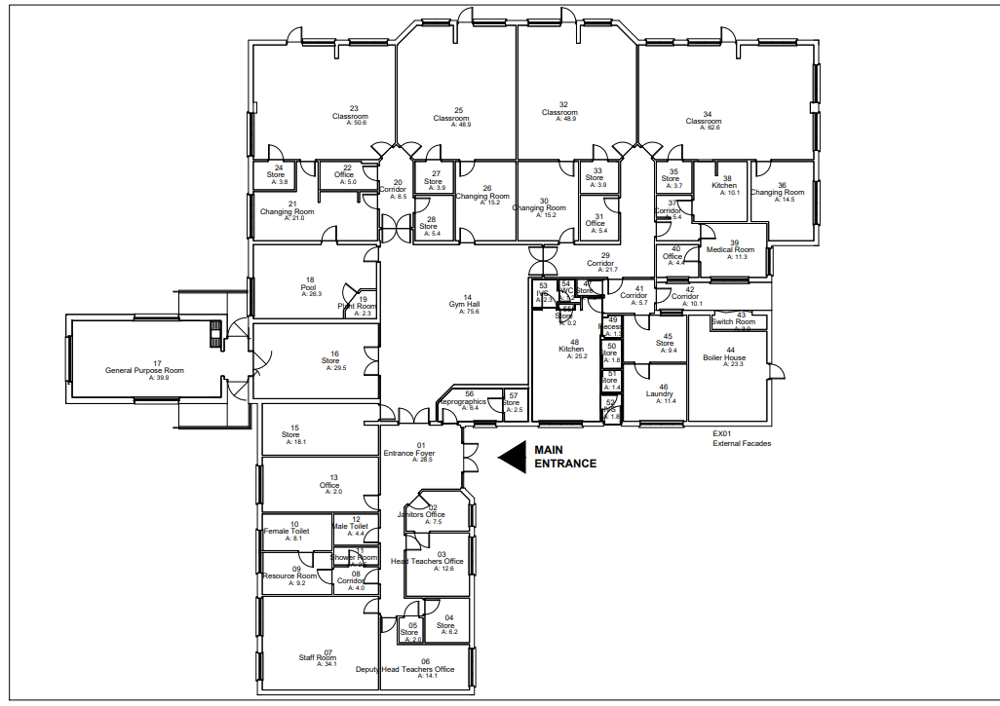 23
Classroom
A: 50.6
25
Classroom
A: 48.9
32
Classroom
A: 48.9
34
Classroom
A: 62.6
24
Store
A: 3.8
22
Office
A: 5.0
20
Corridor
A: 8.5
27
Store
A: 3.9
26
Changing Room
A: 15.2
30
Changing Room
A: 15.2
33
Store
A: 3.9
35
Store
A: 3.7
38
Kitchen
A: 10.1
36
Changing Room
A: 14.5
21
Changing Room
A: 21.0
28
Store
A: 5.4
31
Office
A: 5.4
37
Corridor
A: 5.4
39
Medical Room
A: 11.3
40
Office
A: 4.4
29
Corridor
A: 21.7
18
Pool
A: 26.3
19
Plant Room
A: 2.3
14
Gym Hall
A: 75.6
53
IVS
A: 2.3
54
WC
47
Store
41
Corridor
A: 5.7
42
Corridor
A: 10.1
55
Store
A: 0.2
43
Switch Room
49
Recess
A: 1.3
48
Kitchen
A: 25.2
45
Store
A: 9.4
44
Boiler House
A: 23.3
50
Store
A: 1.8
51
Store
A: 1.4
46
Laundry
A: 11.4
52
IVS
A: 1.8
17
General Purpose Room
A: 39.9
16
Store
A: 29.5
56
Reprographics
A: 6.4
57
Store
A: 2.5
EX01
External Facades
15
Store
A: 18.1
01
Entrance Foyer
A: 28.5
MAIN
ENTRANCE
13
Office
A: 2.0
02
Janitors Office
A: 7.5
10
Female Toilet
A: 8.1
12
Male Toilet
A: 4.4
11
Shower Room
03
Head Teachers Office
A: 12.6
09
Resource Room
A: 9.2
08
Corridor
A: 4.0
05
Store
A: 2.0
04
Store
A: 6.2
07
Staff Room
A: 34.1
06
Deputy Head Teachers Office
A: 14.1